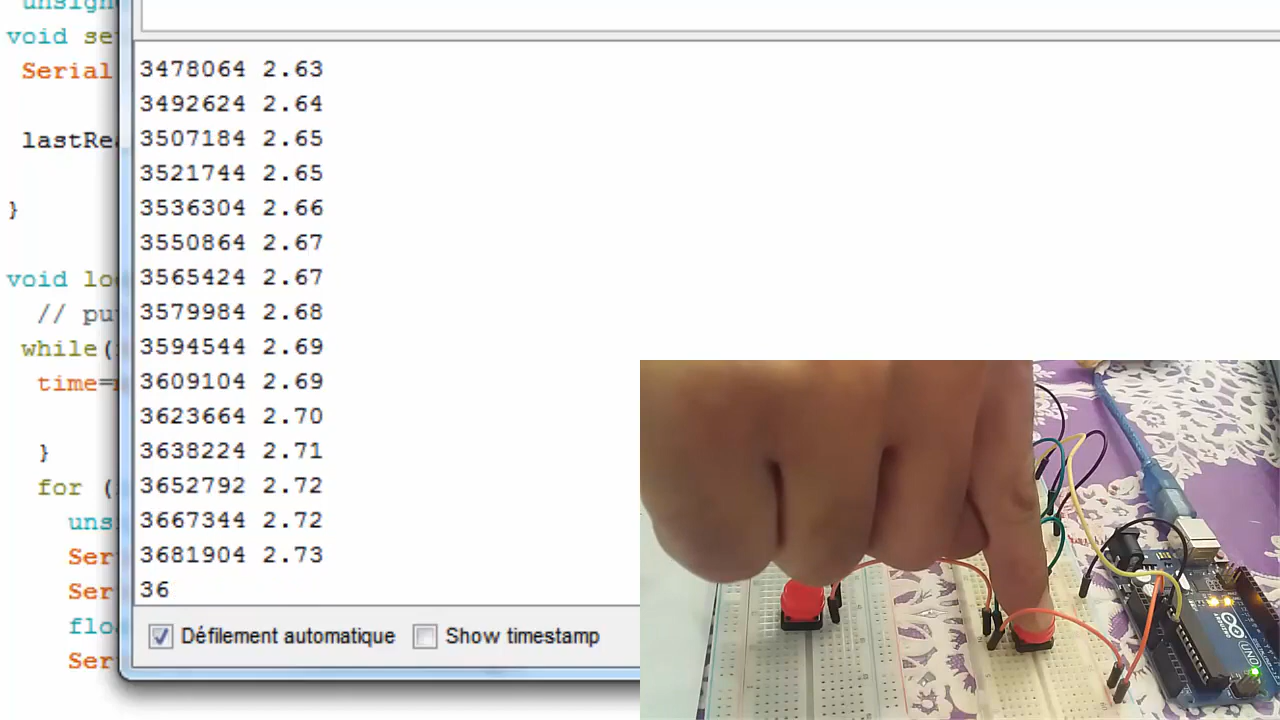 unsign
void se
Serial
lastRea
}
void lo
// pu
while(
time=
}
for (
uns
Ser
Ser
flo
Ser
3478064 2.63
3492624 2.64
3507184 2.65
3521744 2.65
3536304 2.66
3550864 2.67
3565424 2.67
3579984 2.68
3594544 2.69
3609104 2.69
3623664 2.70
3638224 2.71
3652792 2.72
3667344 2.72
3681904 2.73
36
Défilement automatique
Show timestamp
UNO